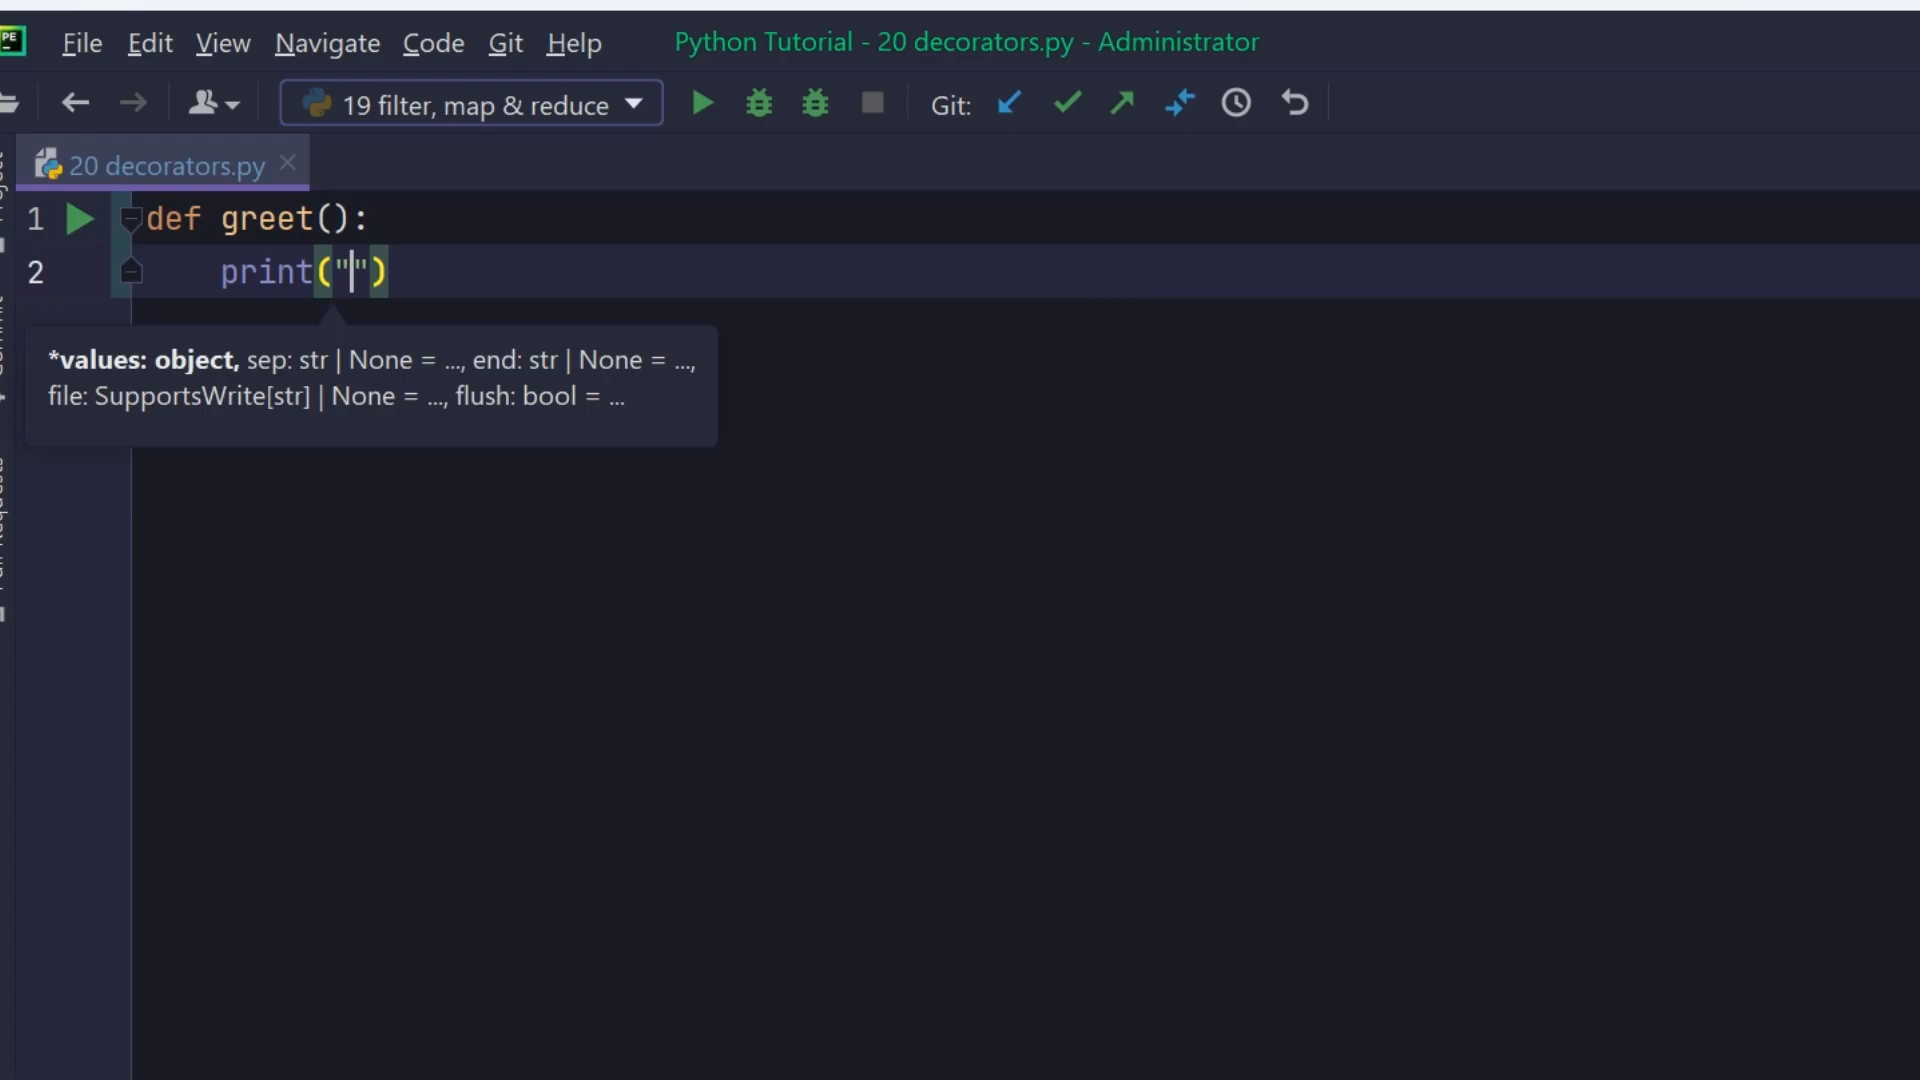 PE
File Edit View Navigate Code Git Help Python Tutorial - 20 decorators.py - Administrator
19 filter, map & reduce Git:
20 decorators.py
1 def greet():
2 print("")
*values: object, sep: str | None = ..., end: str | None = ...,
file: SupportsWrite[str] | None = ..., flush: bool = ...